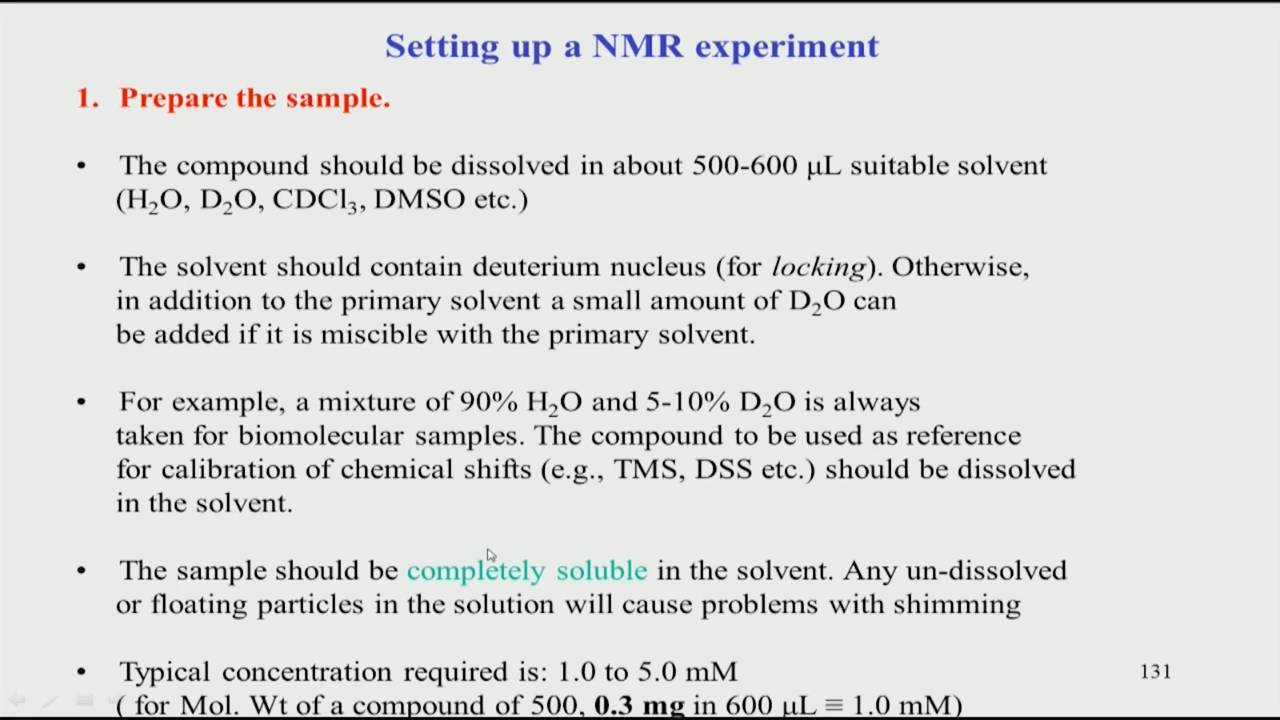 Setting up a NMR experiment
1. Prepare the sample.
• The compound should be dissolved in about 500-600 μL suitable solvent
(H₂O, D₂O, CDCl₃, DMSO etc.)
• The solvent should contain deuterium nucleus (for locking). Otherwise,
in addition to the primary solvent a small amount of D₂O can
be added if it is miscible with the primary solvent.
• For example, a mixture of 90% H₂O and 5-10% D₂O is always
taken for biomolecular samples. The compound to be used as reference
for calibration of chemical shifts (e.g., TMS, DSS etc.) should be dissolved
in the solvent.
• The sample should be completely soluble in the solvent. Any un-dissolved
or floating particles in the solution will cause problems with shimming
• Typical concentration required is: 1.0 to 5.0 mM
131
( for Mol. Wt of a compound of 500, 0.3 mg in 600 μL ≡ 1.0 mM)